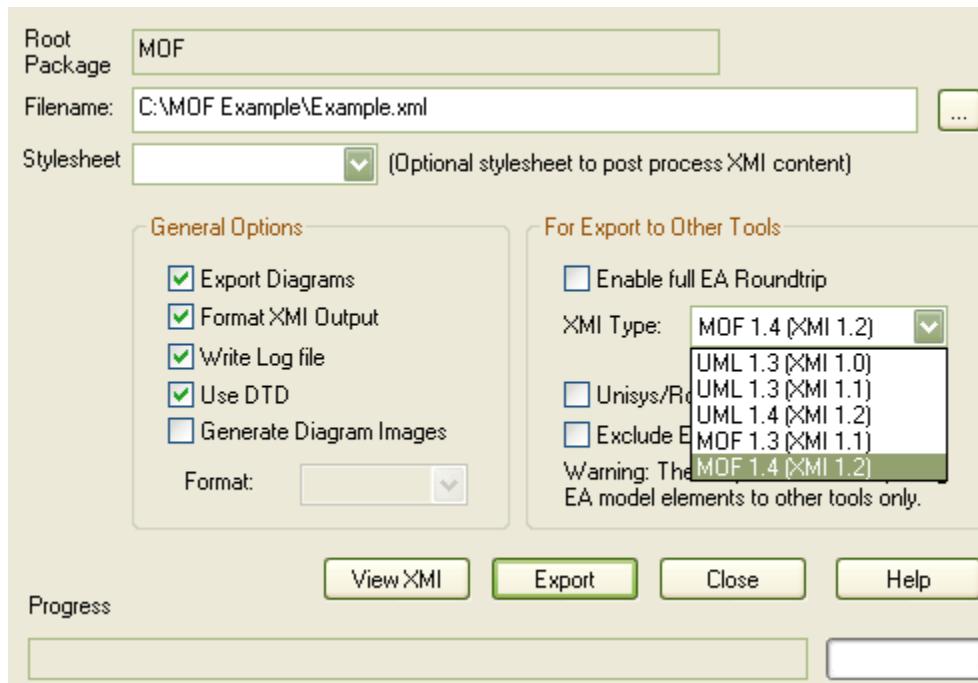 Root
Package
MOF
Filename:
C:\MOF Example\Example.xml
...
Stylesheet
(Optional stylesheet to post process XMI content)
General Options
Export Diagrams
Format XMI Output
Write Log file
Use DTD
Generate Diagram Images
Format:
For Export to Other Tools
Enable full EA Roundtrip
XMI Type:
MOF 1.4 (XMI 1.2)
UML 1.3 (XMI 1.0)
UML 1.3 (XMI 1.1)
UML 1.4 (XMI 1.2)
MOF 1.3 (XMI 1.1)
MOF 1.4 (XMI 1.2)
Exclude
Warning:
EA model elements to other tools only.
View XMI
Export
Close
Help
Progress